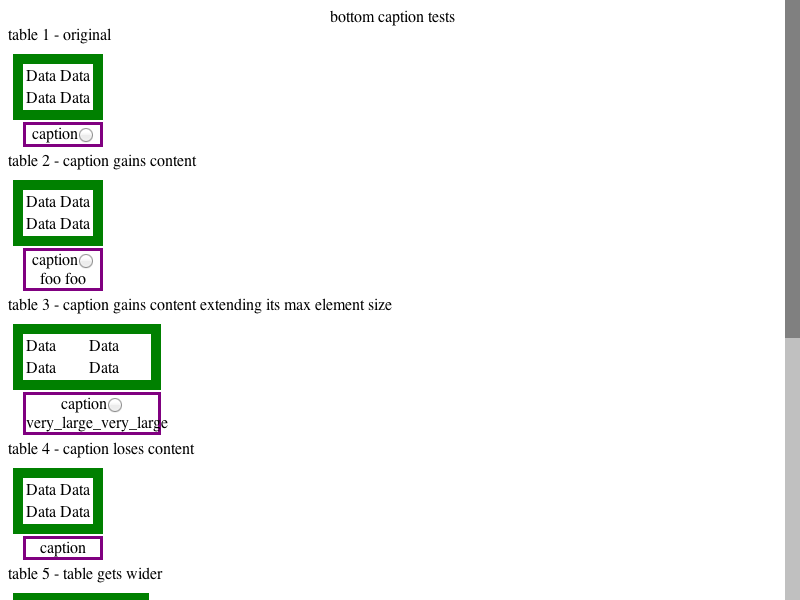 bottom caption tests
table 1 - original
Data Data
Data Data
caption
table 2 - caption gains content
Data Data
Data Data
caption
foo foo
table 3 - caption gains content extending its max element size
Data Data
Data Data
caption
very_large_very_large
table 4 - caption loses content
Data Data
Data Data
caption
table 5 - table gets wider